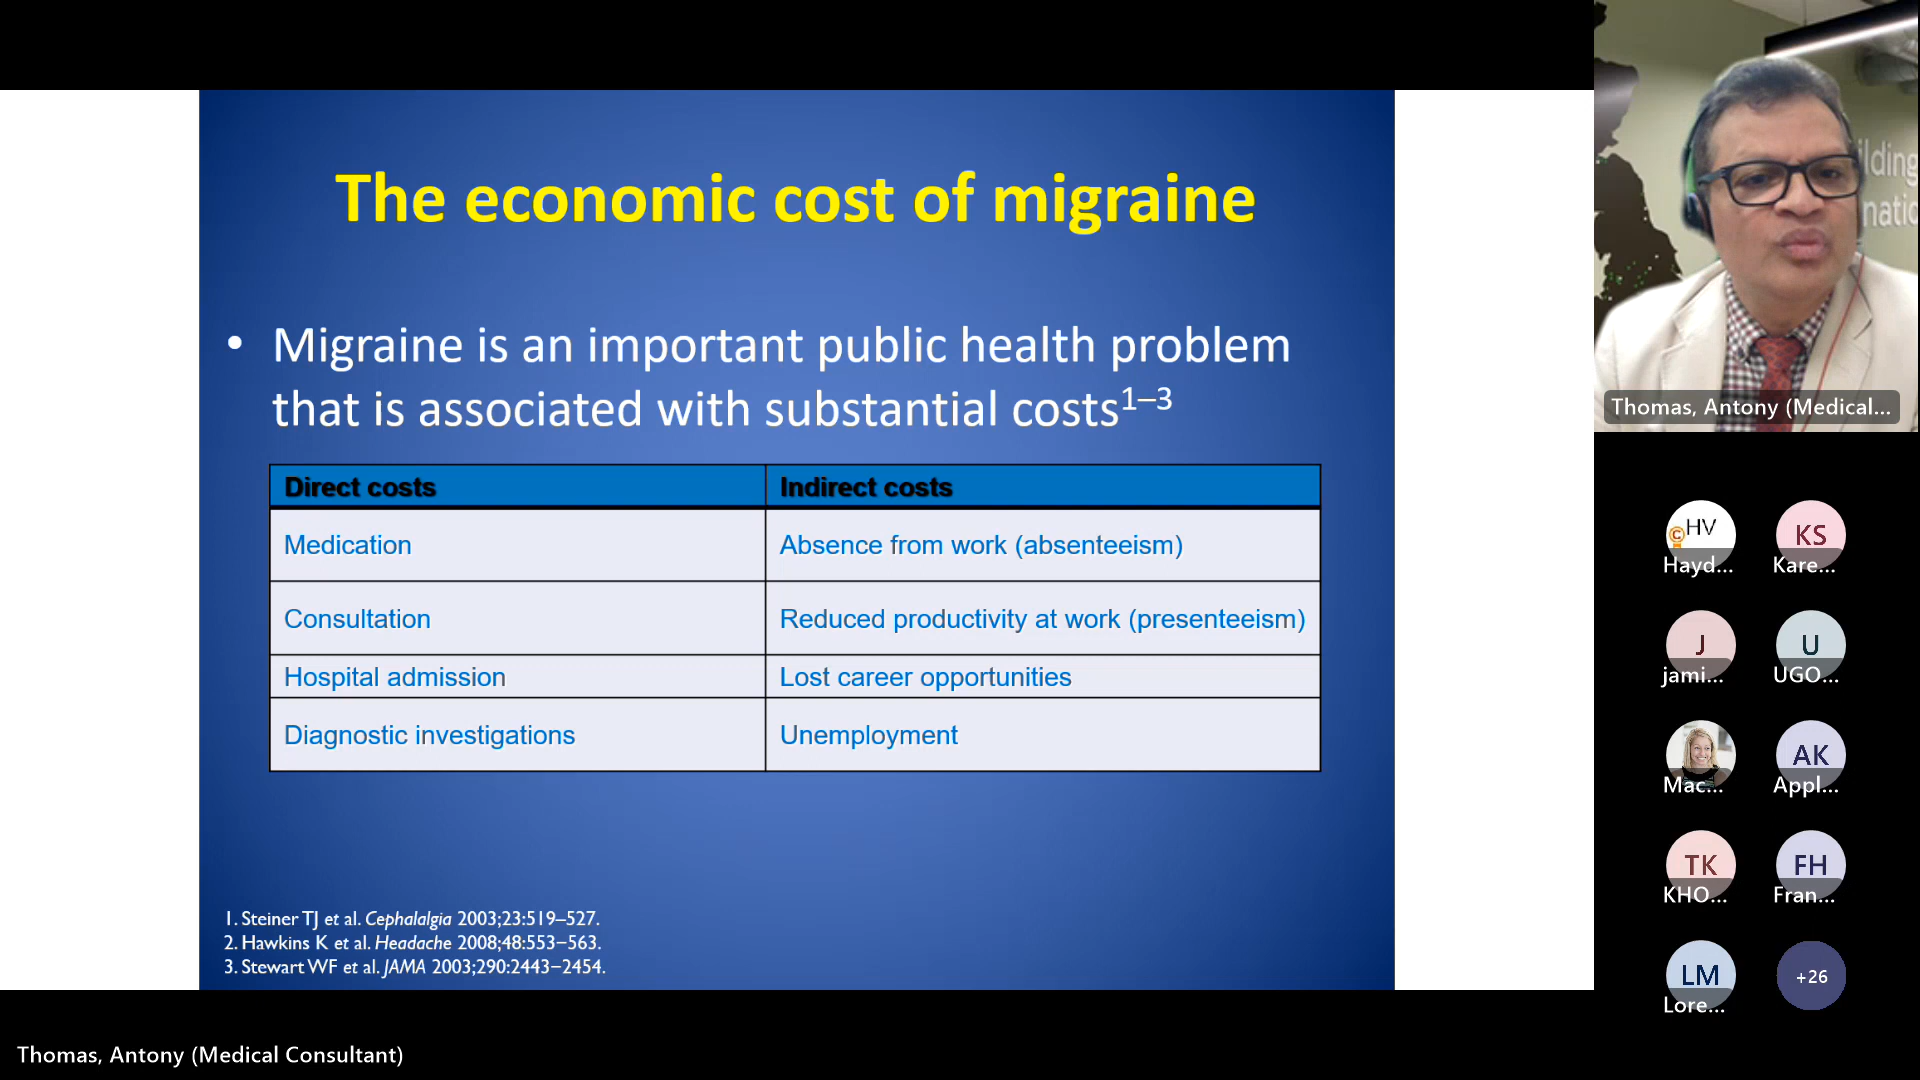 The economic cost of migraine
• Migraine is an important public health problem
that is associated with substantial costs1–3
Direct costs Indirect costs
Medication Absence from work (absenteeism)
Consultation Reduced productivity at work (presenteeism)
Hospital admission Lost career opportunities
Diagnostic investigations Unemployment
1. Steiner TJ et al. Cephalalgia 2003;23:519–527.
2. Hawkins K et al. Headache 2008;48:553–563.
3. Stewart WF et al. JAMA 2003;290:2443–2454.
Thomas, Antony (Medical Consultant)
ilding
natio
Thomas, Antony (Medical...
HV KS
Hayd... Kare...
J U
jami... UGO...
Mac... AK
Appl...
TK FH
KHO... Fran...
LM +26
Lore...